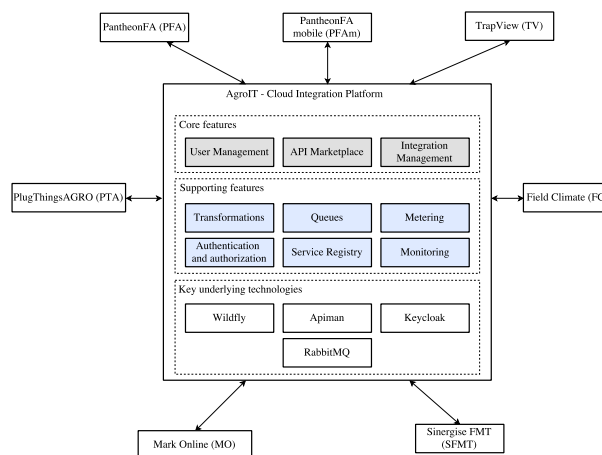 PantheonFA (PFA)
PantheonFA
mobile (PFAm)
TrapView (TV)
AgroIT - Cloud Integration Platform
Core features
User Management
API Marketplace
Integration
Management
PlugThingsAGRO (PTA)
Field Climate (FC
Supporting features
Transformations
Queues
Metering
Authentication
and authorization
Service Registry
Monitoring
Key underlying technologies
Wildfly
Apiman
Keycloak
RabbitMQ
Mark Online (MO)
Sinergise FMT
(SFMT)